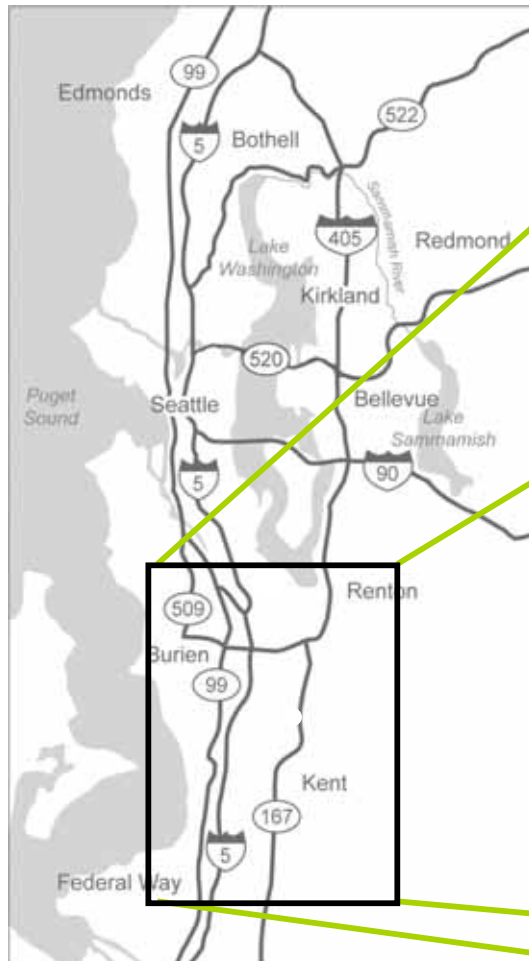 99
Edmonds
522
5
Bothell
Sammamish River
405
Redmond
Lake
Washington
Kirkland
520
Puget
Sound
Seattle
Bellevue
Lake
Sammamish
5
90
Renton
509
Burien
99
Kent
167
5
Federal Way